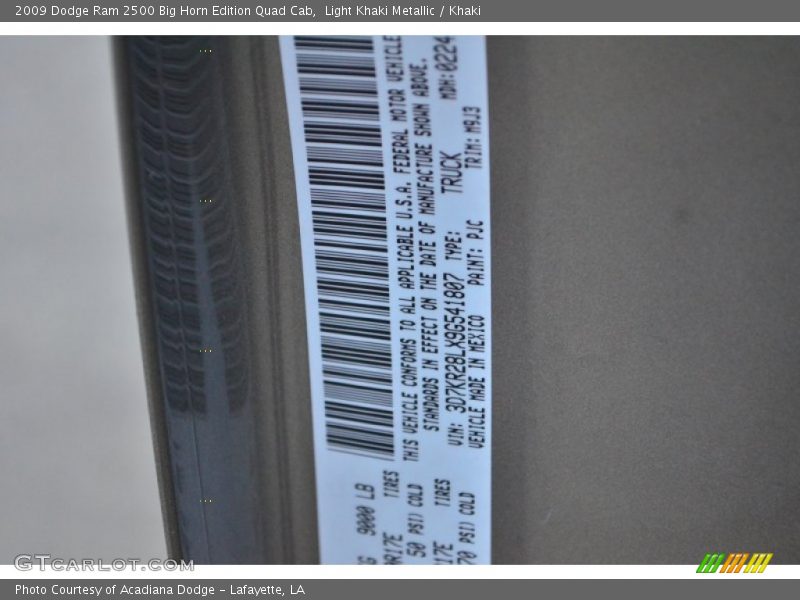 2009 Dodge Ram 2500 Big Horn Edition Quad Cab, Light Khaki Metallic / Khaki
9000 LB
TIRES
50 PSI) COLD
TIRES
70 PSI) COLD
THIS VEHICLE CONFORMS TO ALL APPLICABLE U.S.A. FEDERAL MOTOR VEHICLE
STANDARDS IN EFFECT ON THE DATE OF MANUFACTURE SHOWN ABOVE.
VIN: 3D7KR28LX9G541807 TYPE: TRUCK MDH:0224
VEHICLE MADE IN MEXICO PAINT: PJC TRIM: M9J3
GTCARLOT.COM
Photo Courtesy of Acadiana Dodge - Lafayette, LA